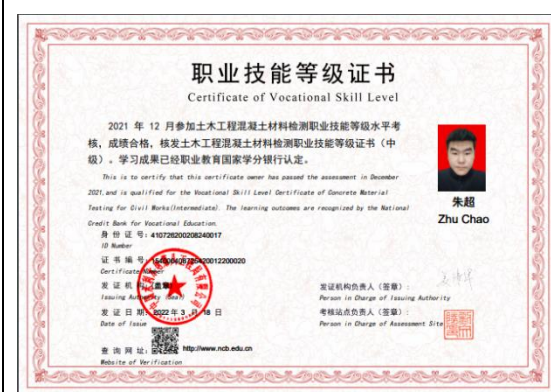 职业技能等级证书
Certificate of Vocational Skill Level
2021 年 12 月参加土木工程混凝土材料检测职业技能等级水平考
核，成绩合格，核发土木工程混凝土材料检测职业技能等级证书（中
级）。学习成果已经职业教育国家学分银行认定。
This is to certify that this certificate owner has passed the assessment in December
2021,and is qualified for the Vocational Skill Level Certificate of Concrete Material
Testing for Civil Works(Intermediate). The learning outcomes are recognized by the National
Credit Bank for Vocational Education.
朱超
Zhu Chao
身 份 证 号：410726200208240017
ID Number
证 书 编 号：
Certificate
发 证 机 构（盖章）
Issuing Authority (Seal)
发 证 日 期：2022 年 3 月 18 日
Date of Issue
查 询 网 址： http://www.ncb.edu.cn
Website of Verification
发证机构负责人（签章）：
Person in Charge of Issuing Authority
考核站点负责人（签章）：
Person in Charge of Assessment Site